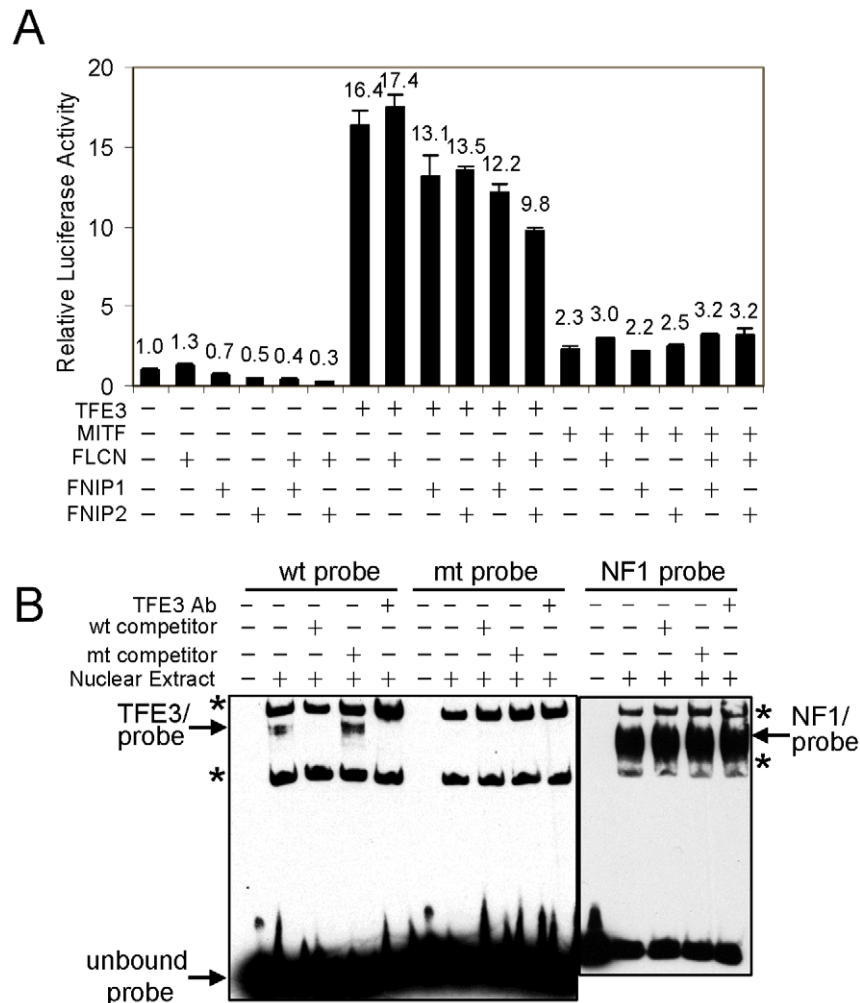 A
Relative Luciferase Activity
20
15
10
5
0
1.0 1.3 0.7 0.5 0.4 0.3 16.4 17.4 13.1 13.5 12.2 9.8 2.3 3.0 2.2 2.5 3.2 3.2
TFE3 – – – – – – + + + + + + – – – – – –
MITF – – – – – – – – – – – – + + + + + +
FLCN – + – – + + – + – – + + – + – – + +
FNIP1 – – + – + – – – + – + – – – + – + –
FNIP2 – – – + – + – – – + – + – – – + – +
B
wt probe mt probe NF1 probe
TFE3 Ab – – – – + – – – – + – – – – +
wt competitor – – + – – – – + – – – – + – –
mt competitor – – – + – – – – + – – – – + –
Nuclear Extract – + + + + – + + + + – + + + +
TFE3/
probe
*
*
*
*
NF1/
probe
unbound
probe